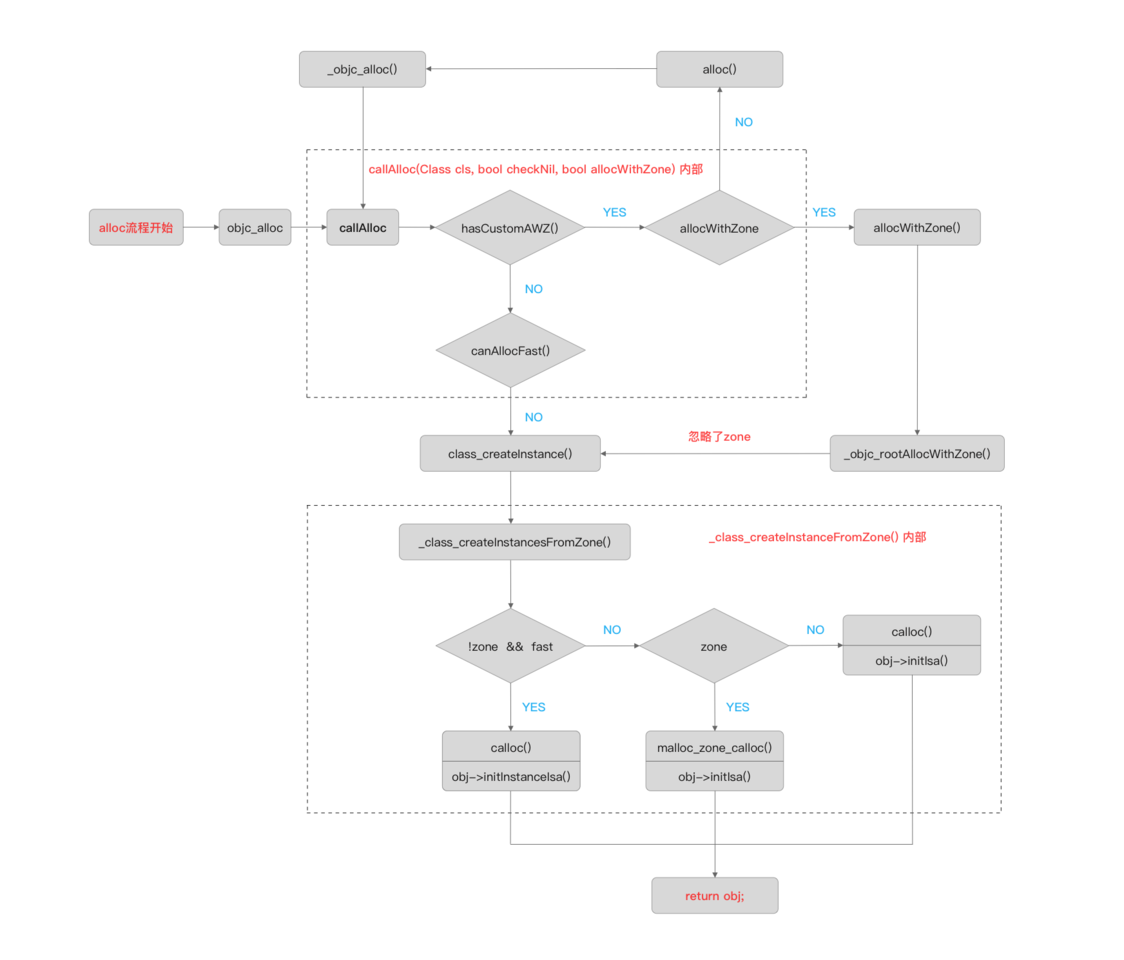 _objc_alloc()
alloc()
NO
callAlloc(Class cls, bool checkNil, bool allocWithZone) 内部
alloc流程开始
objc_alloc
callAlloc
hasCustomAWZ()
YES
allocWithZone
YES
allocWithZone()
NO
canAllocFast()
NO
忽略了zone
class_createInstance()
_objc_rootAllocWithZone()
_class_createInstancesFromZone()
_class_createInstanceFromZone() 内部
!zone && fast
NO
zone
NO
calloc()
obj->initIsa()
YES
YES
calloc()
obj->initInstanceIsa()
malloc_zone_calloc()
obj->initIsa()
return obj;